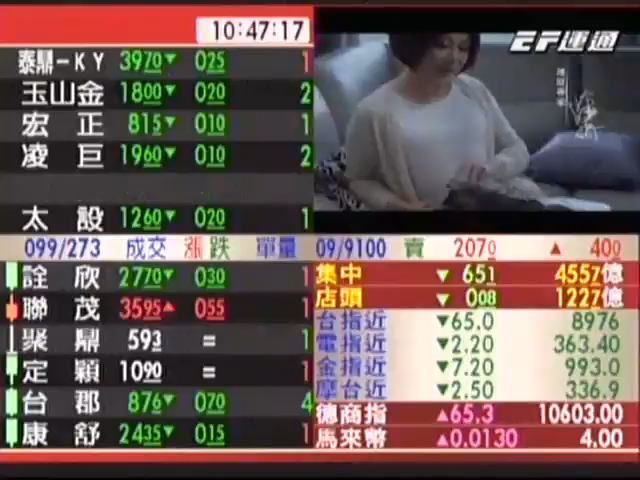 10:47:17
泰鼎-KY 3970▼ 025 1
玉山金 1800▼ 020 2
宏正 815▼ 010 1
凌巨 1960▼ 010 2
太設 1260▼ 020 1
099/273 成交 漲跌 單量
詮欣 2770▼ 030 1
聯茂 3595▲ 055 1
聚鼎 593 = 1
定穎 1090 = 1
台郡 876▼ 070 4
康舒 2435▼ 015 1
EF運通
09/9100 賣 2070 ▲ 400
集中 ▼ 651 4557億
店頭 ▼ 008 1227億
台指近 ▼65.0 8976
電指近 ▼2.20 363.40
金指近 ▼7.20 993.0
摩台近 ▼2.50 336.9
德商指 ▲65.3 10603.00
馬來幣 ▲0.0130 4.00